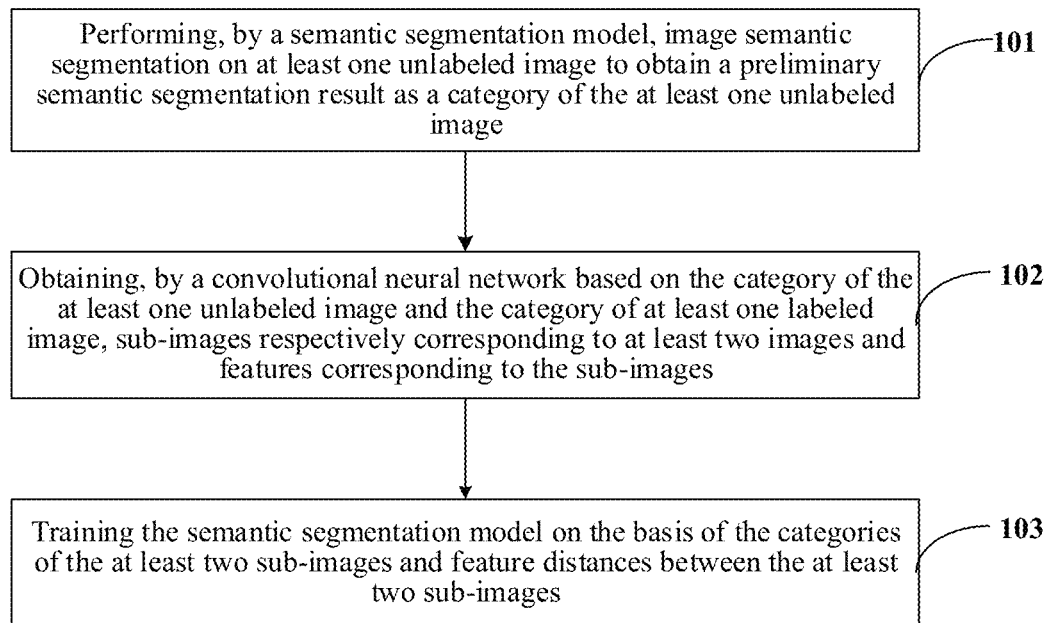 Performing, by a semantic segmentation model, image semantic
segmentation on at least one unlabeled image to obtain a preliminary
semantic segmentation result as a category of the at least one unlabeled
image
101
Obtaining, by a convolutional neural network based on the category of the
at least one unlabeled image and the category of at least one labeled
image, sub-images respectively corresponding to at least two images and
features corresponding to the sub-images
102
Training the semantic segmentation model on the basis of the categories
of the at least two sub-images and feature distances between the at least
two sub-images
103